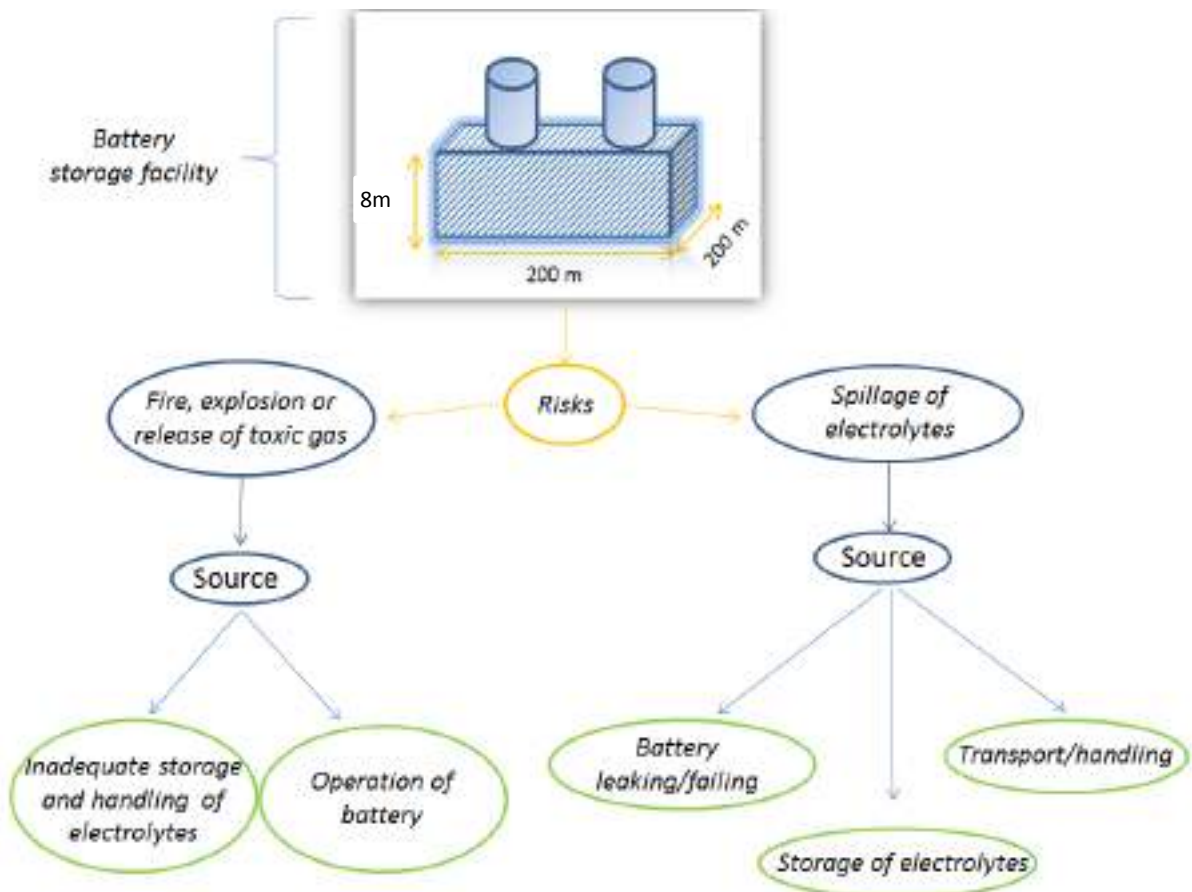 Battery
storage facility
8m
200 m
200 m
Fire, explosion or
release of toxic gas
Risks
Spillage of
electrolytes
Source
Source
Inadequate storage
and handling of
electrolytes
Operation of
battery
Battery
leaking/failing
Transport/handling
Storage of electrolytes